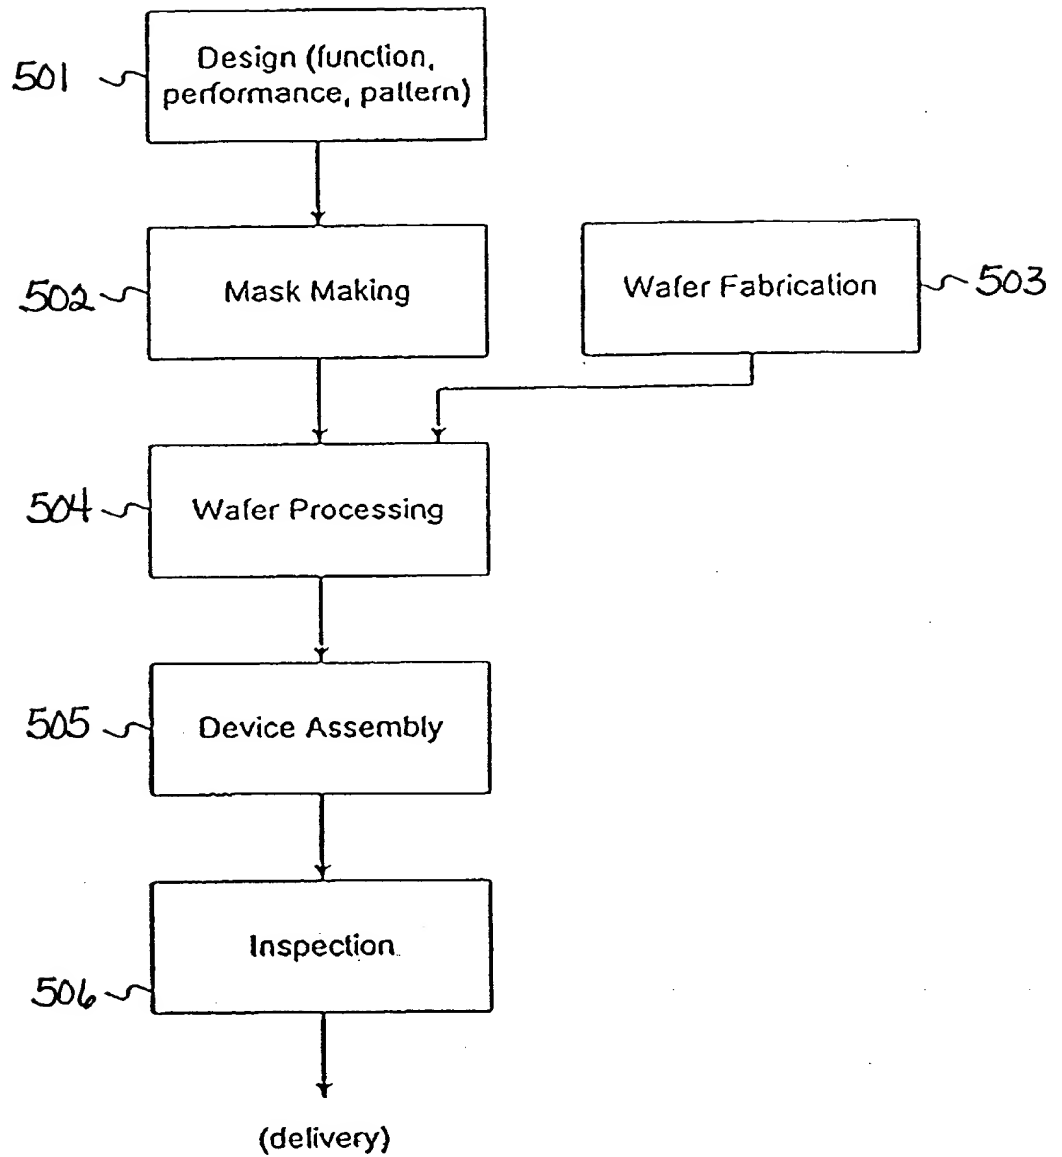 501
Design (function,
performance, pattern)
502
Mask Making
Wafer Fabrication
503
504
Wafer Processing
505
Device Assembly
Inspection
506
(delivery)